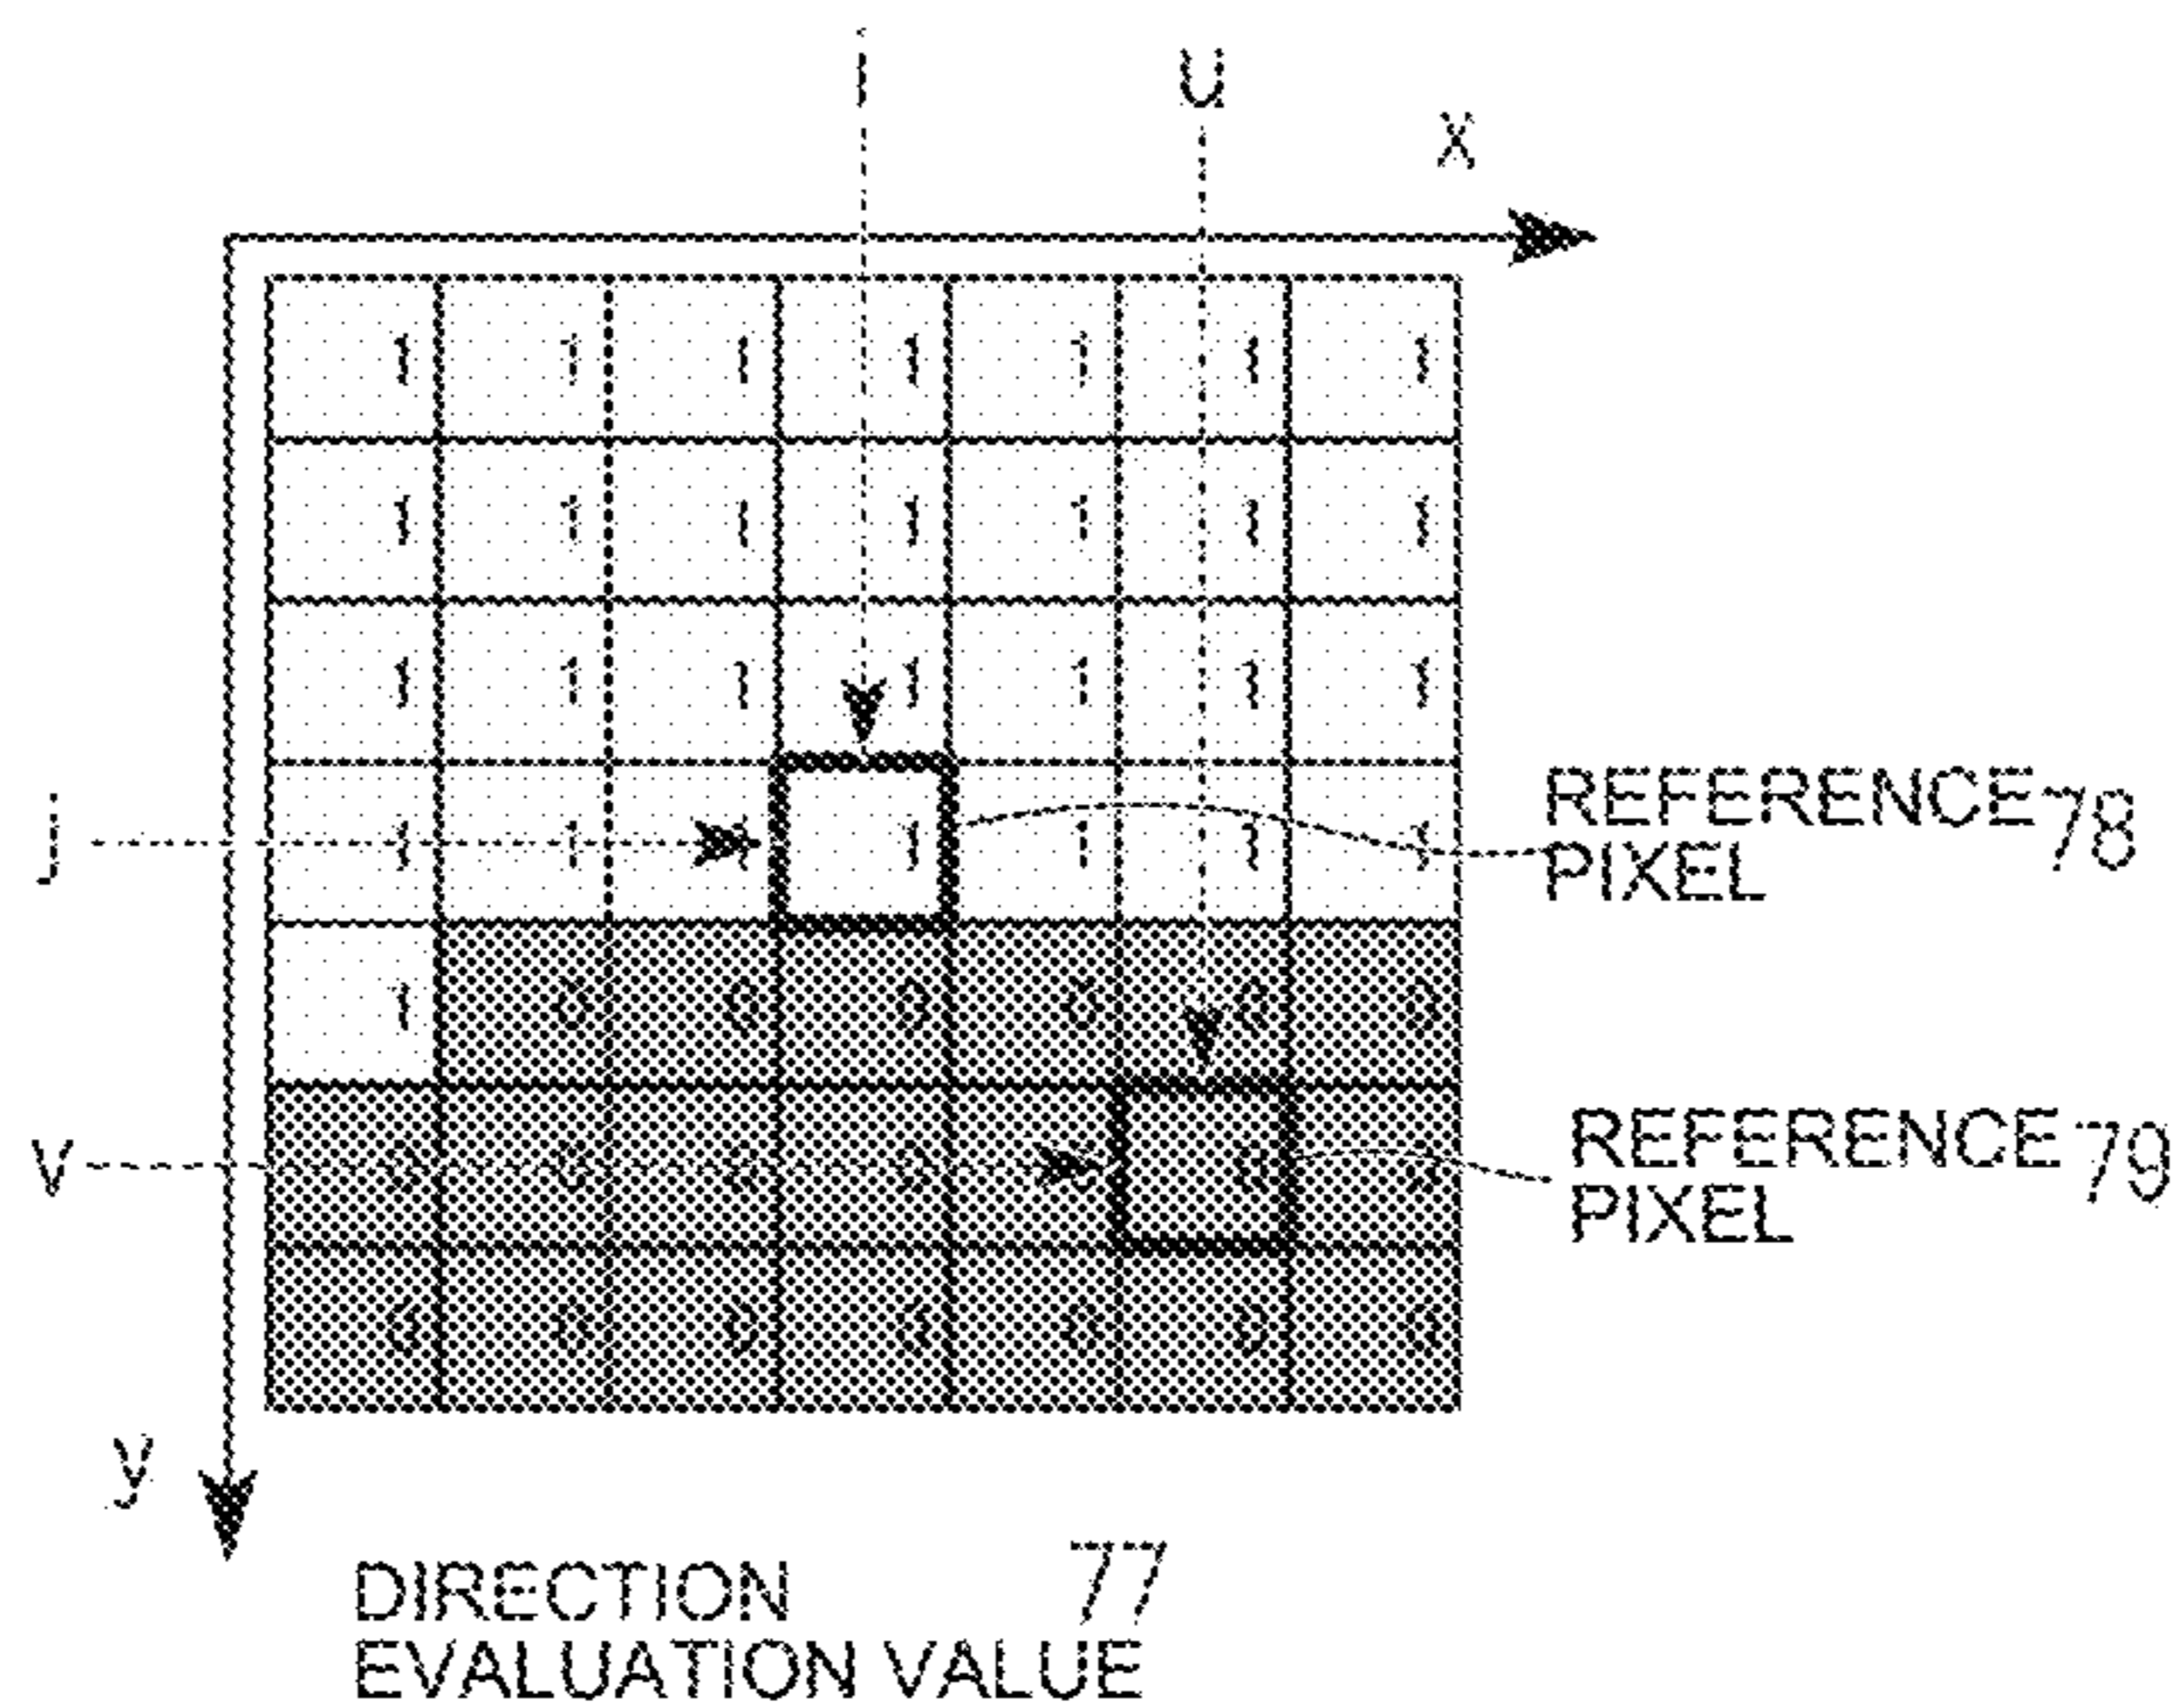 i u
x
1 1 1 1 1 1 1
1 1 1 1 1 1 1
1 1 1 1 1 1 1
j 1 1 1 1 1 1 1
REFERENCE 78
PIXEL
1 0 0 0 0 0 0
v 0 0 0 0 0 0 0
REFERENCE 79
PIXEL
0 0 0 0 0 0 0
y
DIRECTION 77
EVALUATION VALUE